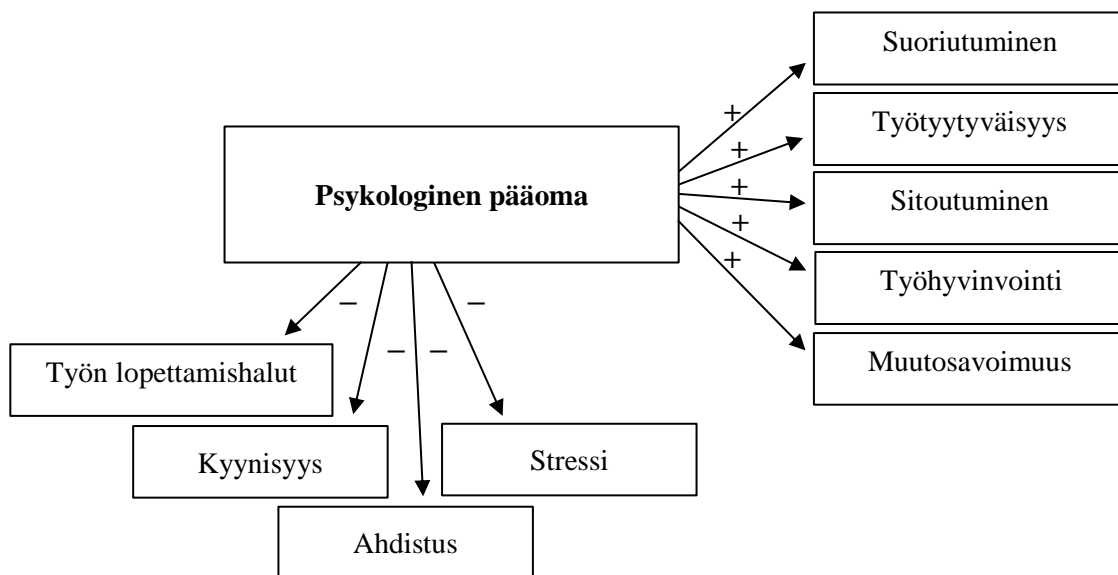 Suoriutuminen
+
Työtyytyväisyys
+
Psykologinen pääoma
+
Sitoutuminen
+
Työhyvinvointi
+
Muutosavoimuus
–
–
–
–
Työn lopettamishalut
Kyynisyys
Stressi
Ahdistus